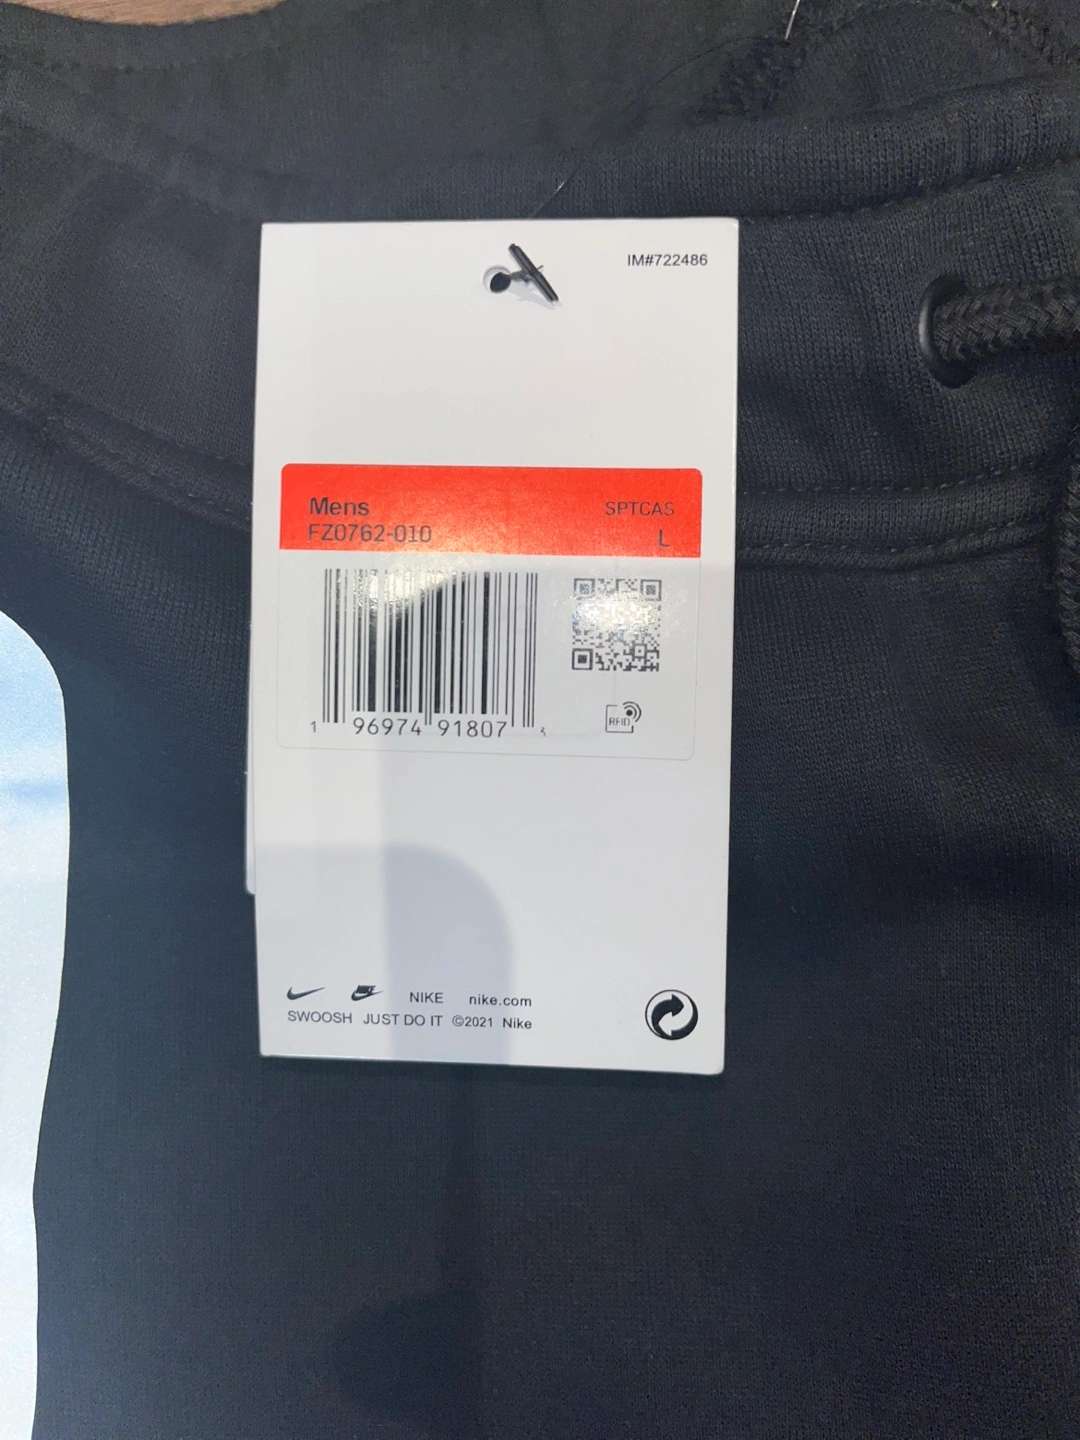 IM#722486
Mens SPTCAS
FZ0762-010 L
1 96974 91807
RFID
NIKE nike.com
SWOOSH JUST DO IT ©2021 Nike